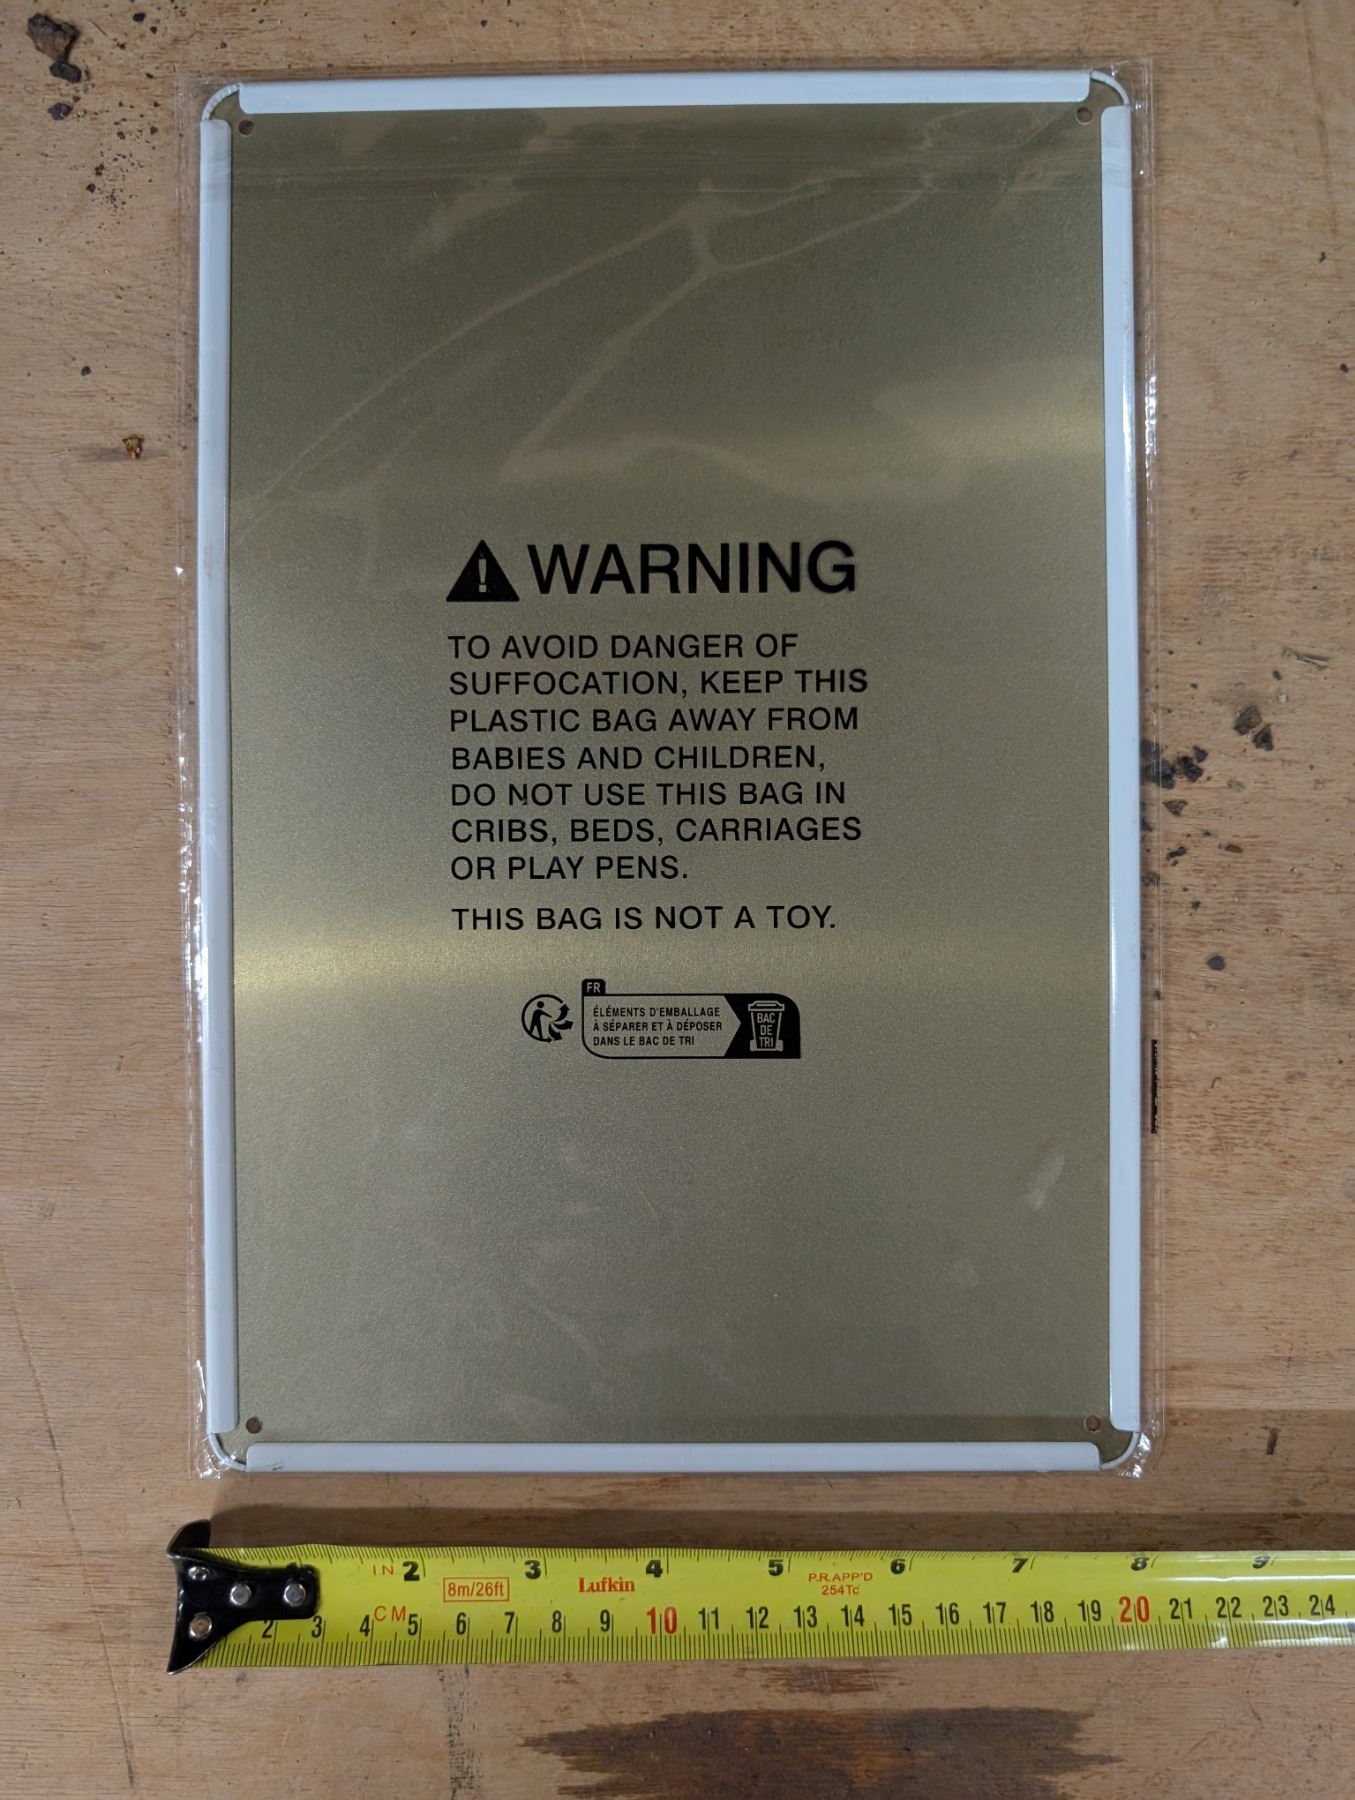 WARNING
TO AVOID DANGER OF
SUFFOCATION, KEEP THIS
PLASTIC BAG AWAY FROM
BABIES AND CHILDREN,
DO NOT USE THIS BAG IN
CRIBS, BEDS, CARRIAGES
OR PLAY PENS.
THIS BAG IS NOT A TOY.
FR
ÉLÉMENTS D'EMBALLAGE
À SÉPARER ET À DÉPOSER
DANS LE BAC DE TRI
BAC
DE
TRI
1 IN 2 3 4 5 6 7 8 9
8m/26ft Lufkin P.R.APP'D
254Tc
2 3 4 CM 5 6 7 8 9 10 11 12 13 14 15 16 17 18 19 20 21 22 23 24